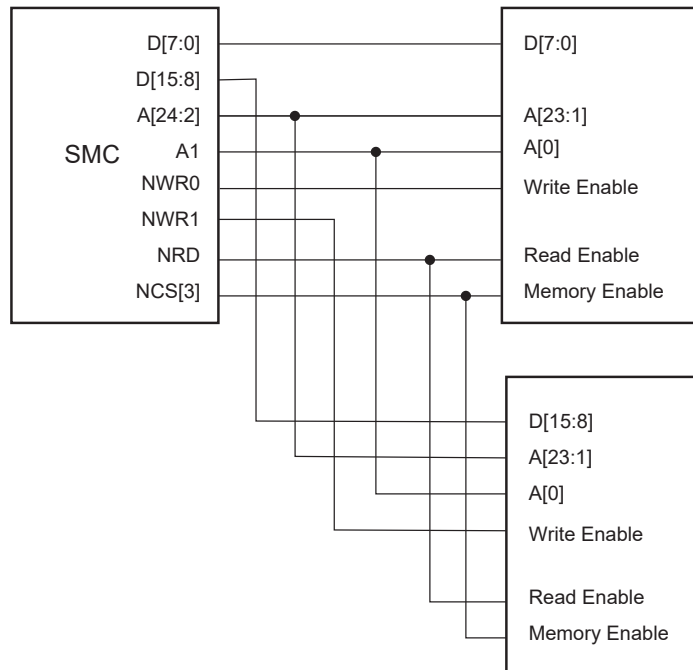 SMC
D[7:0]
D[15:8]
A[24:2]
A1
NWR0
NWR1
NRD
NCS[3]
D[7:0]
A[23:1]
A[0]
Write Enable
Read Enable
Memory Enable
D[15:8]
A[23:1]
A[0]
Write Enable
Read Enable
Memory Enable